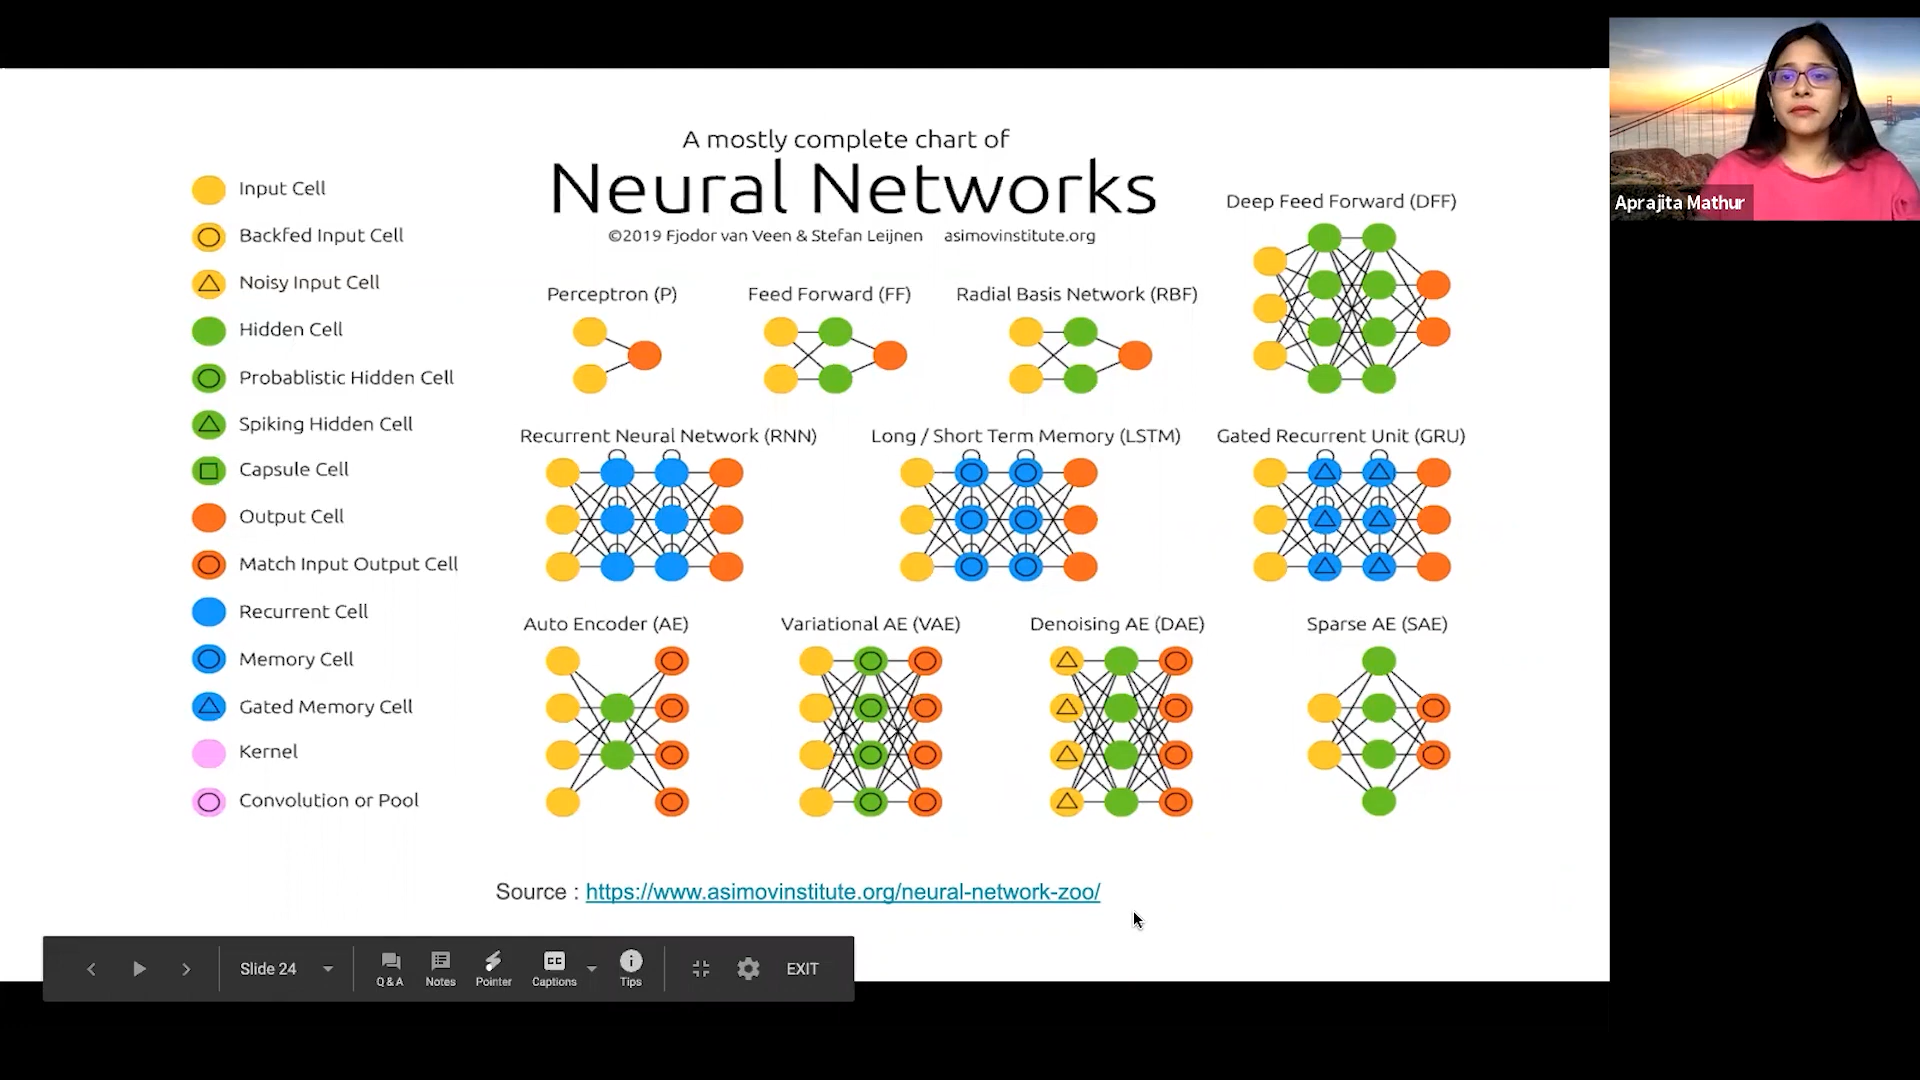 A mostly complete chart of
Neural Networks
©2019 Fjodor van Veen & Stefan Leijnen asimovinstitute.org
Input Cell
Backfed Input Cell
Noisy Input Cell
Hidden Cell
Probablistic Hidden Cell
Spiking Hidden Cell
Capsule Cell
Output Cell
Match Input Output Cell
Recurrent Cell
Memory Cell
Gated Memory Cell
Kernel
Convolution or Pool
Deep Feed Forward (DFF)
Perceptron (P)
Feed Forward (FF)
Radial Basis Network (RBF)
Recurrent Neural Network (RNN)
Long / Short Term Memory (LSTM)
Gated Recurrent Unit (GRU)
Auto Encoder (AE)
Variational AE (VAE)
Denoising AE (DAE)
Sparse AE (SAE)
Source : https://www.asimovinstitute.org/neural-network-zoo/
Slide 24
Q & A
Notes
Pointer
CC
Captions
Tips
EXIT
Aprajita Mathur